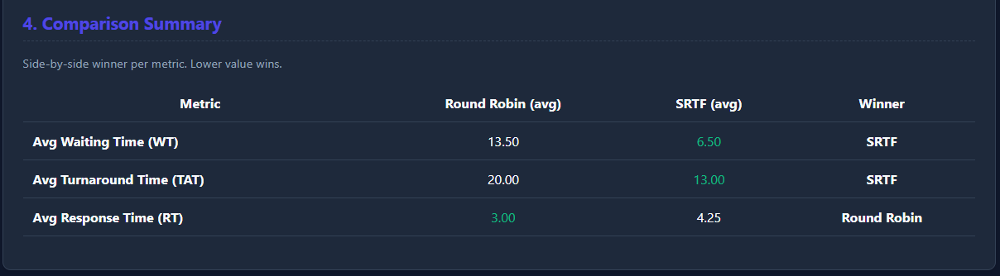 4. Comparison Summary
Side-by-side winner per metric. Lower value wins.
Metric Round Robin (avg) SRTF (avg) Winner
Avg Waiting Time (WT) 13.50 6.50 SRTF
Avg Turnaround Time (TAT) 20.00 13.00 SRTF
Avg Response Time (RT) 3.00 4.25 Round Robin